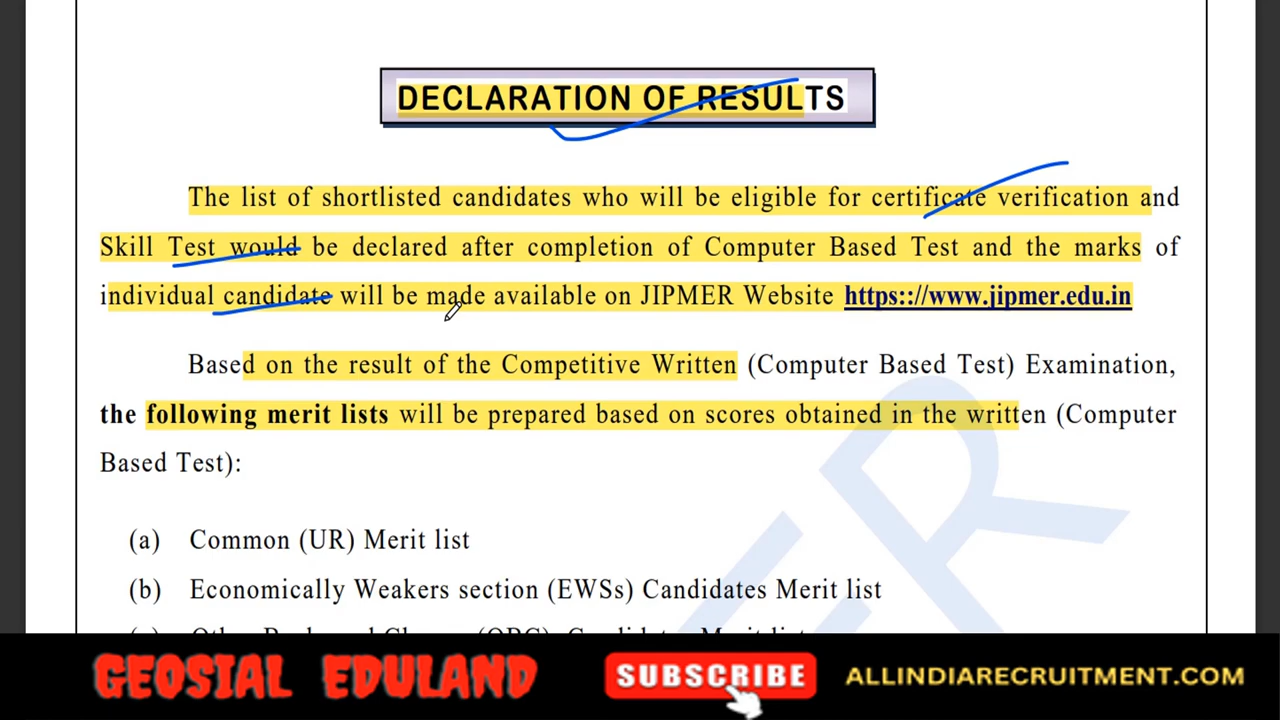 DECLARATION OF RESULTS
The list of shortlisted candidates who will be eligible for certificate verification and
Skill Test would be declared after completion of Computer Based Test and the marks of
individual candidate will be made available on JIPMER Website https:://www.jipmer.edu.in
Based on the result of the Competitive Written (Computer Based Test) Examination,
the following merit lists will be prepared based on scores obtained in the written (Computer
Based Test):
(a) Common (UR) Merit list
(b) Economically Weakers section (EWSs) Candidates Merit list
GEOSIAL EDULAND SUBSCRIBE ALLINDIARECRUITMENT.COM